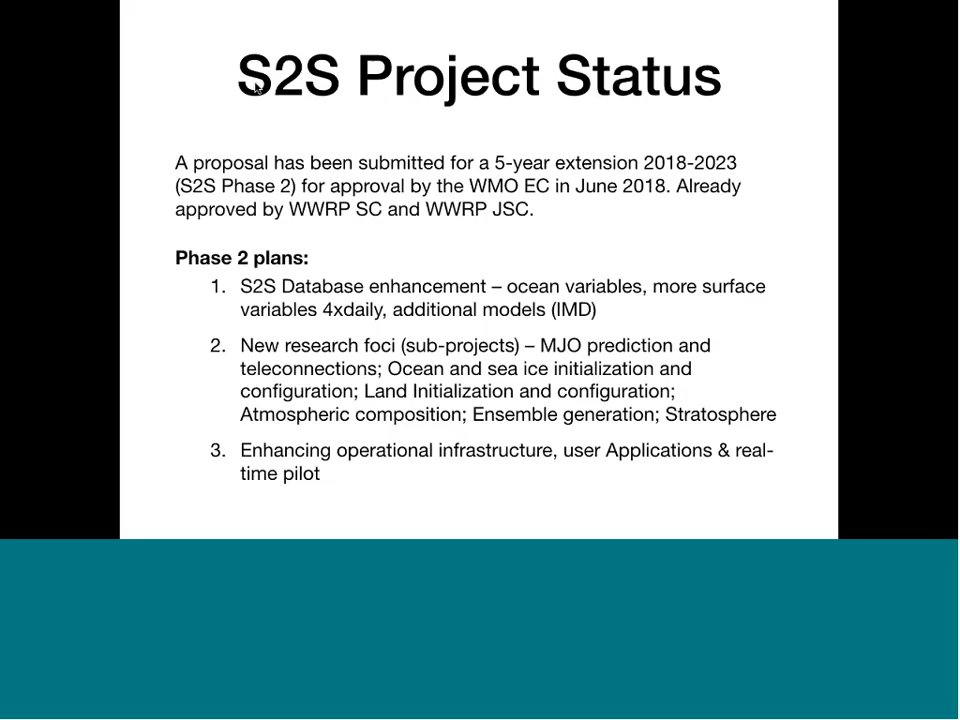 S2S Project Status
A proposal has been submitted for a 5-year extension 2018-2023
(S2S Phase 2) for approval by the WMO EC in June 2018. Already
approved by WWRP SC and WWRP JSC.
Phase 2 plans:
1. S2S Database enhancement – ocean variables, more surface
variables 4xdaily, additional models (IMD)
2. New research foci (sub-projects) – MJO prediction and
teleconnections; Ocean and sea ice initialization and
configuration; Land Initialization and configuration;
Atmospheric composition; Ensemble generation; Stratosphere
3. Enhancing operational infrastructure, user Applications & real-
time pilot